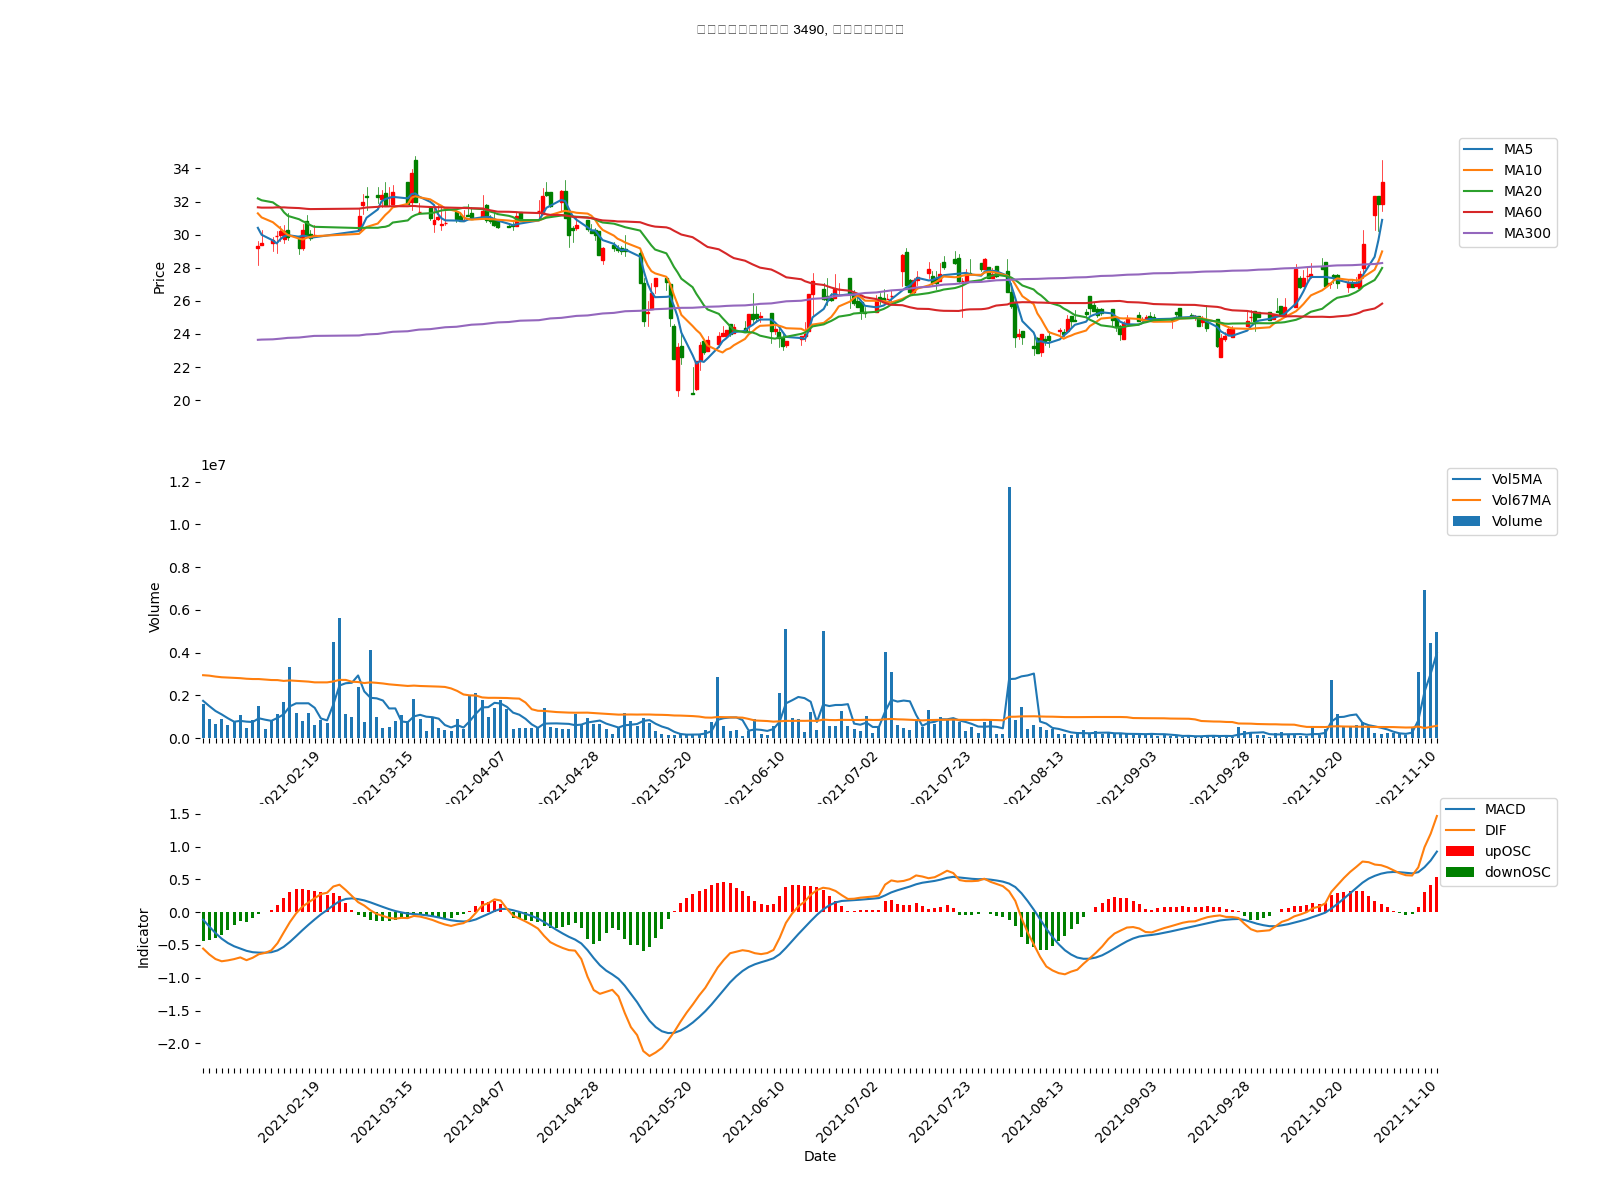 3490,
34
32
30
28
26
24
22
20
Price
MA5
MA10
MA20
MA60
MA300
1e7
1.2
1.0
0.8
0.6
0.4
0.2
0.0
Volume
Vol5MA
Vol67MA
Volume
2021-02-19 2021-03-15 2021-04-07 2021-04-28 2021-05-20 2021-06-10 2021-07-02 2021-07-23 2021-08-13 2021-09-03 2021-09-28 2021-10-20 2021-11-10
1.5
1.0
0.5
0.0
−0.5
−1.0
−1.5
−2.0
Indicator
MACD
DIF
upOSC
downOSC
2021-02-19 2021-03-15 2021-04-07 2021-04-28 2021-05-20 2021-06-10 2021-07-02 2021-07-23 2021-08-13 2021-09-03 2021-09-28 2021-10-20 2021-11-10
Date